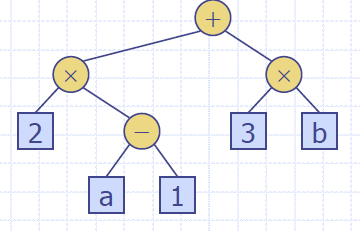 +
× ×
2 − 3 b
a 1